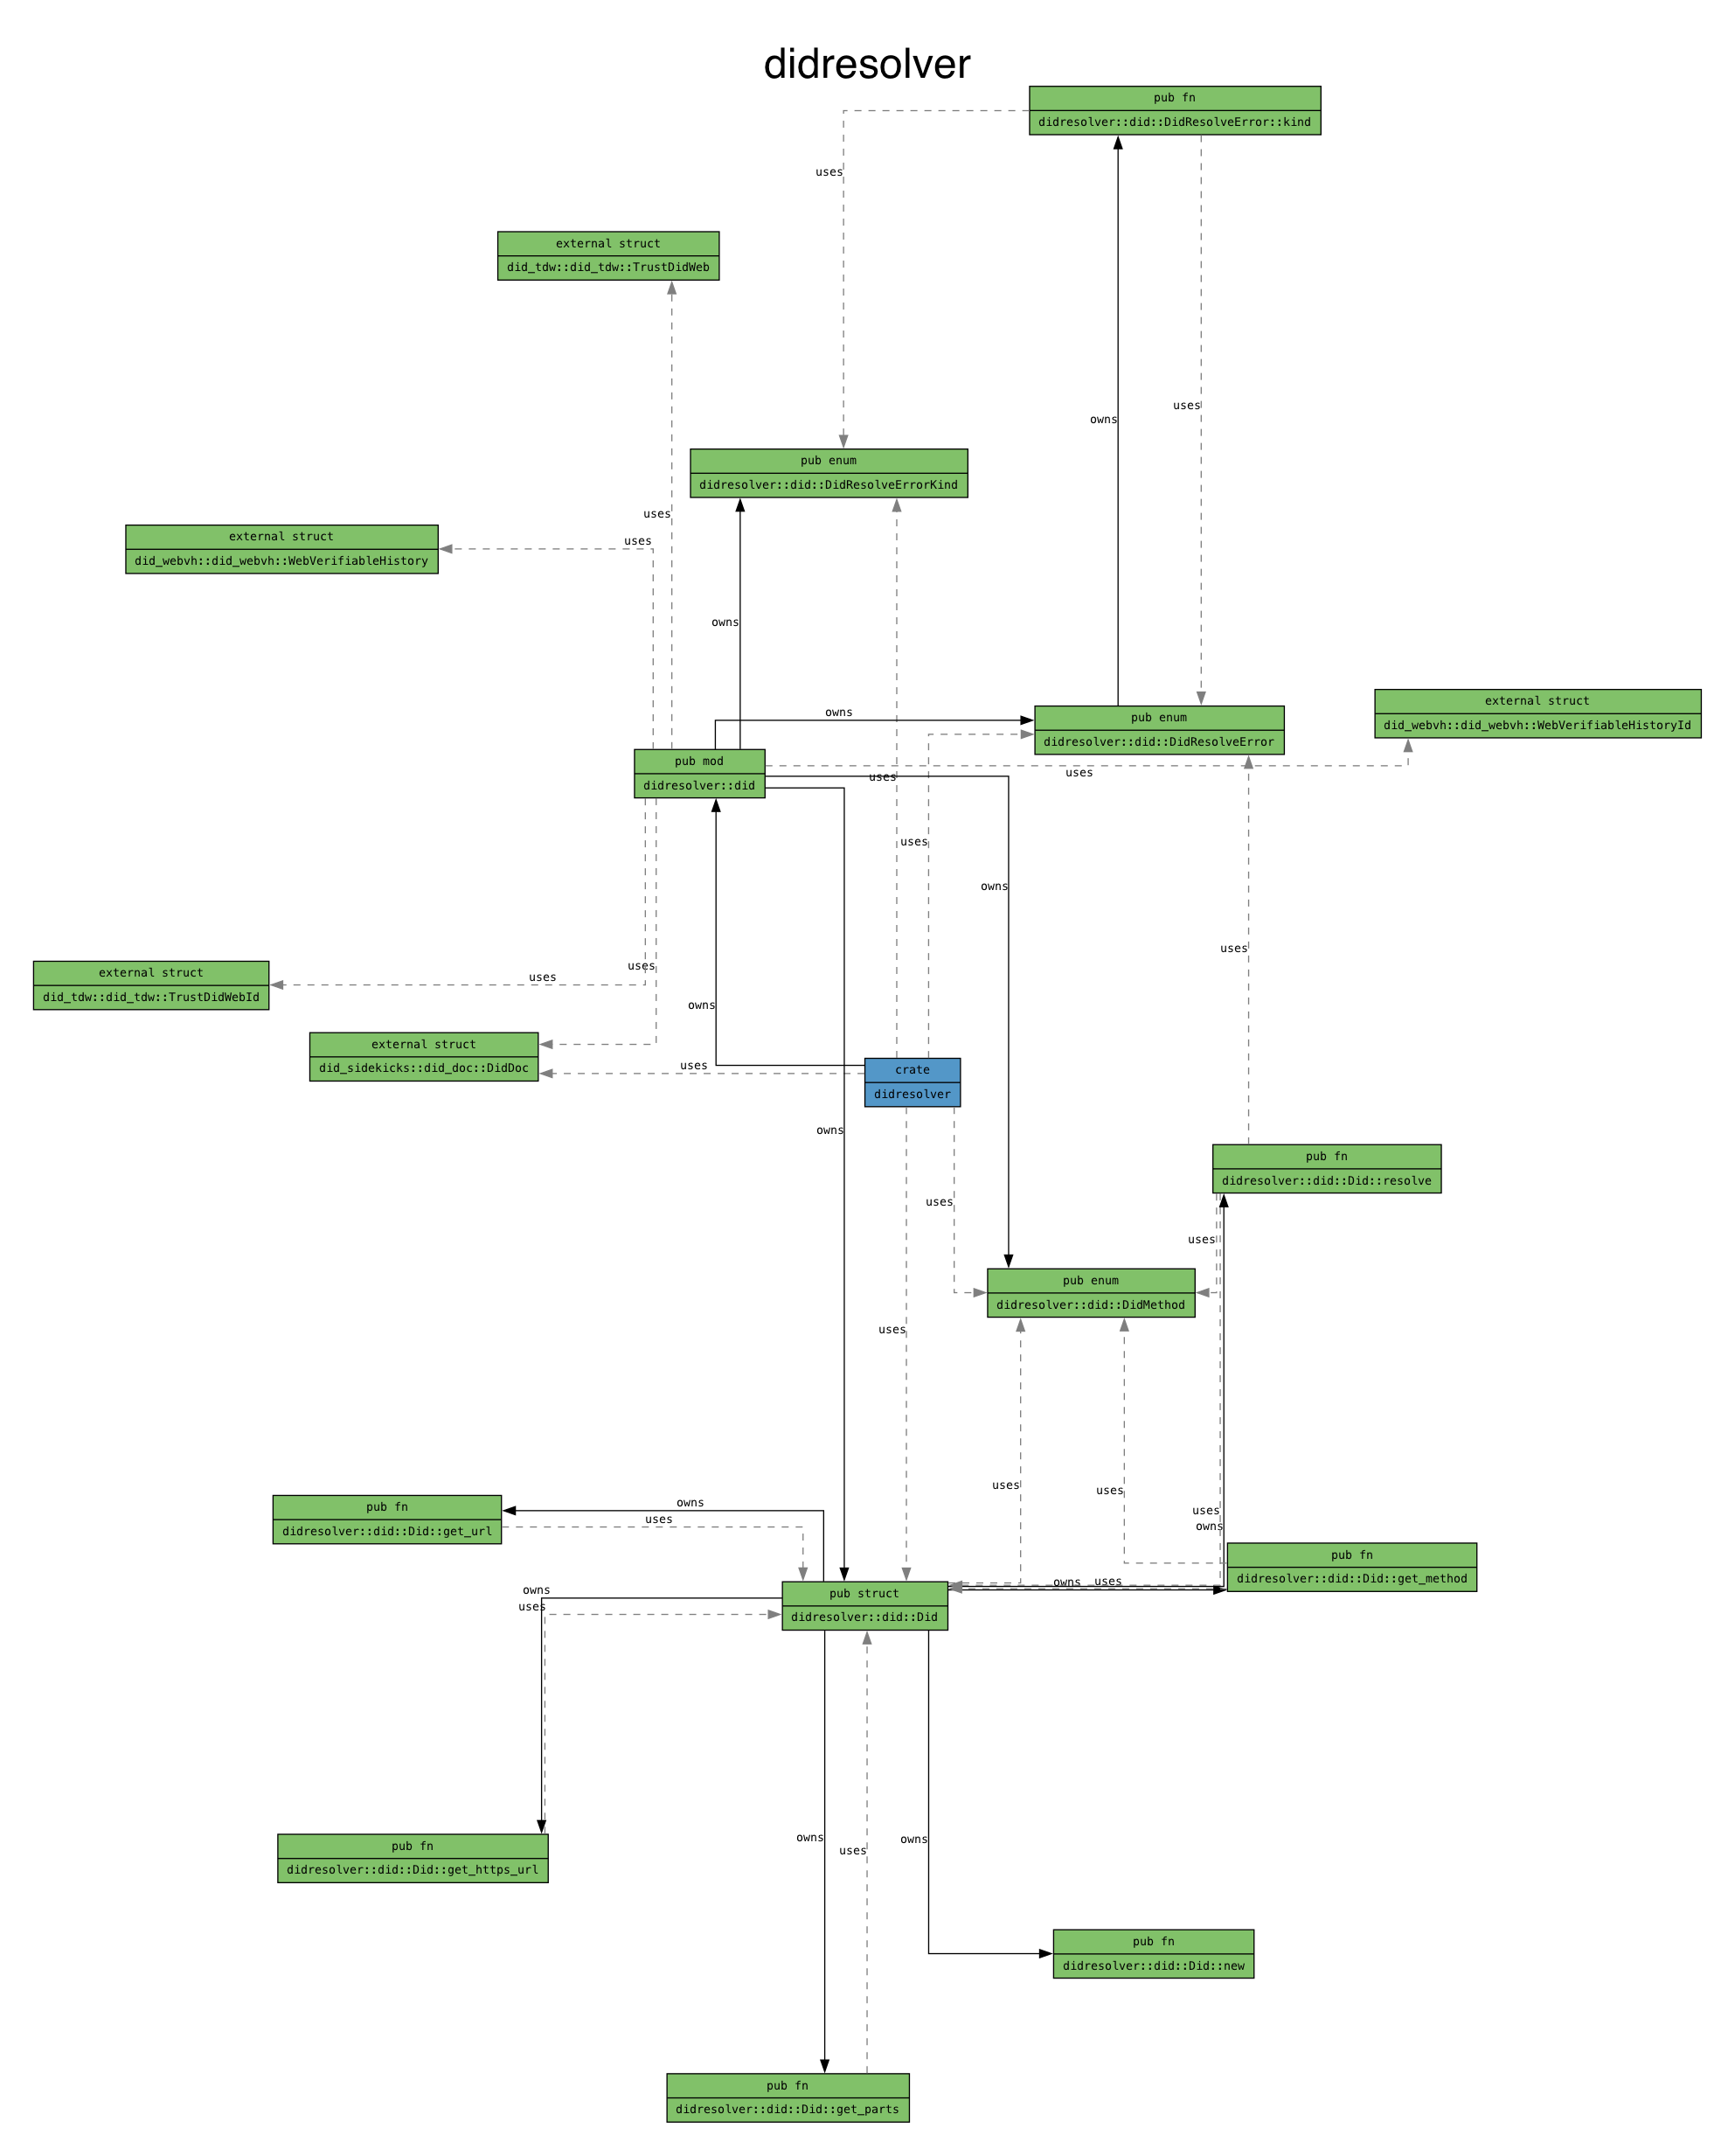 didresolver
pub fn
didresolver::did::DidResolveError::kind
uses
external struct
did_tdw::did_tdw::TrustDidWeb
uses
owns
pub enum
didresolver::did::DidResolveErrorKind
uses
external struct
did_webvh::did_webvh::WebVerifiableHistory
uses
owns
external struct
did_webvh::did_webvh::WebVerifiableHistoryId
owns
pub enum
didresolver::did::DidResolveError
pub mod
didresolver::did
uses
uses
uses
owns
uses
external struct
did_tdw::did_tdw::TrustDidWebId
uses
uses
owns
external struct
did_sidekicks::did_doc::DidDoc
uses
crate
didresolver
owns
pub fn
didresolver::did::Did::resolve
uses
uses
pub enum
didresolver::did::DidMethod
uses
uses
uses
pub fn
didresolver::did::Did::get_url
owns
uses
uses
owns
pub fn
didresolver::did::Did::get_method
owns
uses
pub struct
didresolver::did::Did
owns
uses
pub fn
didresolver::did::Did::get_https_url
owns
uses
owns
pub fn
didresolver::did::Did::new
pub fn
didresolver::did::Did::get_parts